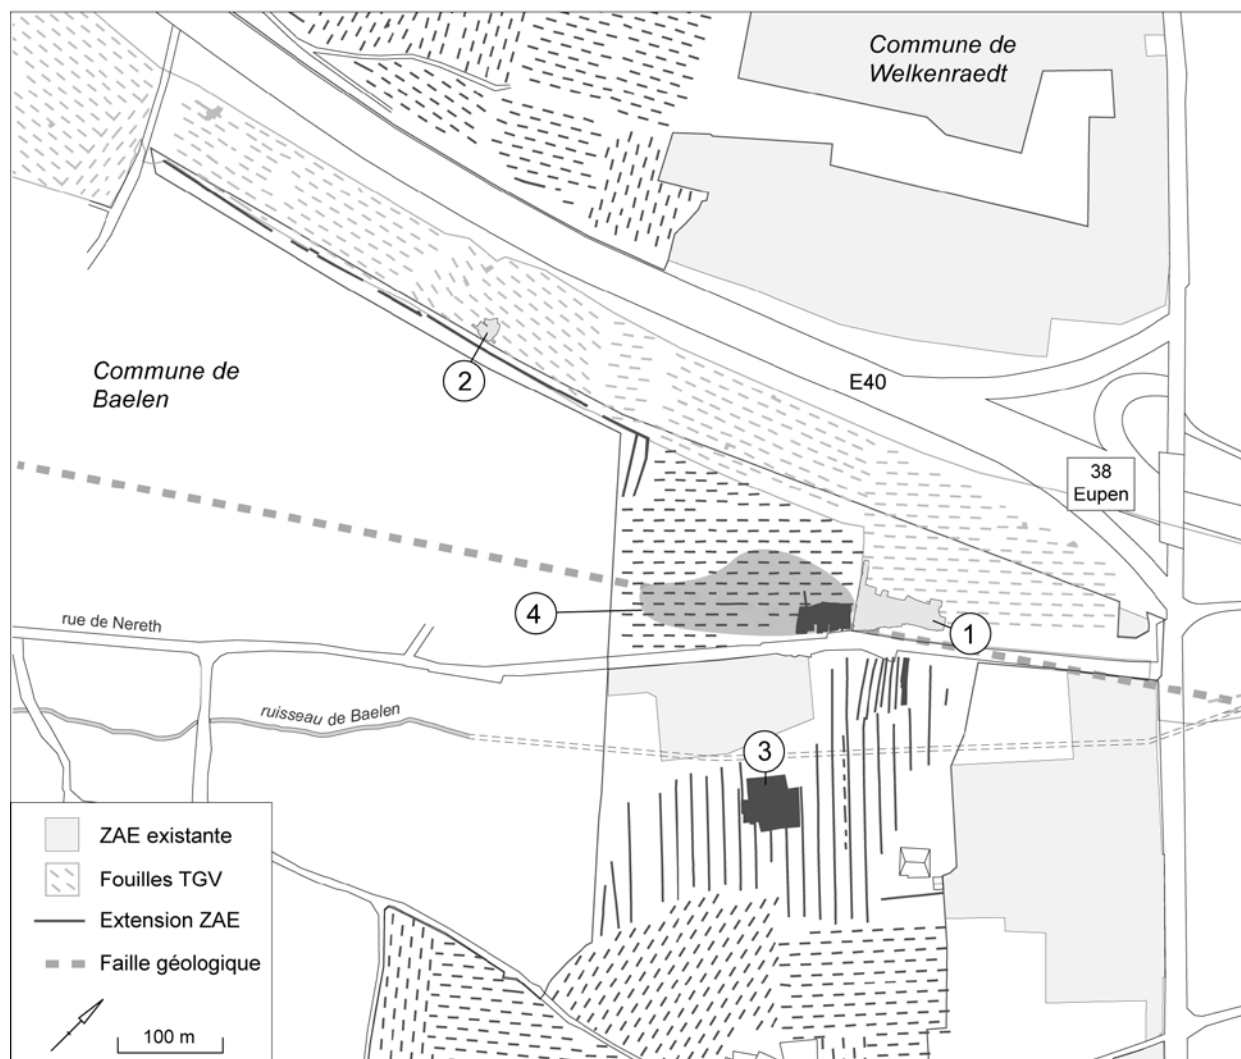 Commune de
Welkenraedt
2
Commune de
Baelen
E40
38
Eupen
4
1
rue de Nereth
ruisseau de Baelen
3
ZAE existante
Fouilles TGV
Extension ZAE
Faille géologique
100 m